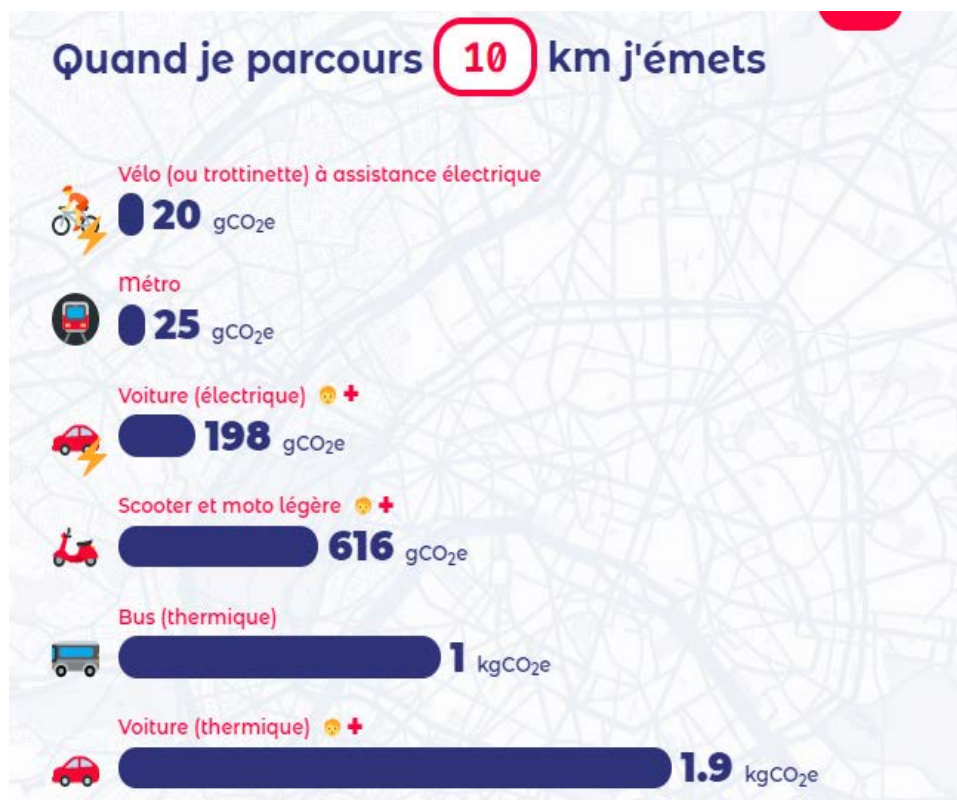 Quand je parcours 10 km j'émets
Vélo (ou trottinette) à assistance électrique
20 gCO₂e
Métro
25 gCO₂e
Voiture (électrique)
198 gCO₂e
Scooter et moto légère
616 gCO₂e
Bus (thermique)
1 kgCO₂e
Voiture (thermique)
1.9 kgCO₂e